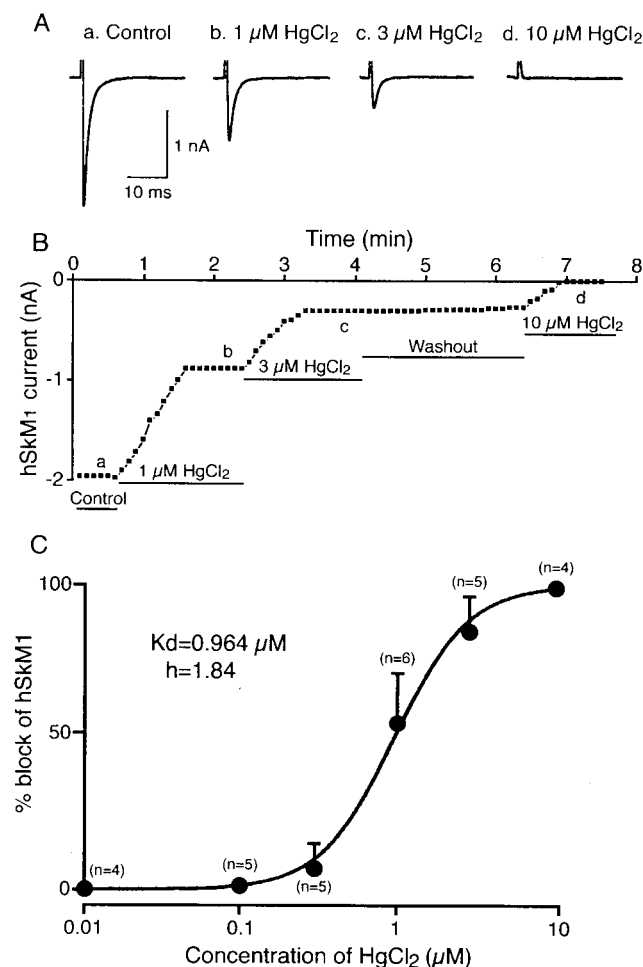 A
a. Control b. 1 µM HgCl2 c. 3 µM HgCl2 d. 10 µM HgCl2
1 nA
10 ms
B
Time (min)
0 1 2 3 4 5 6 7 8
hSkM1 current (nA)
0
-1
-2
a
b
c
d
Control
1 µM HgCl2
3 µM HgCl2
Washout
10 µM HgCl2
C
% block of hSkM1
100
50
0
Kd=0.964 µM
h=1.84
(n=4)
(n=5)
(n=5)
(n=6)
(n=5)
(n=4)
0.01 0.1 1 10
Concentration of HgCl2 (µM)